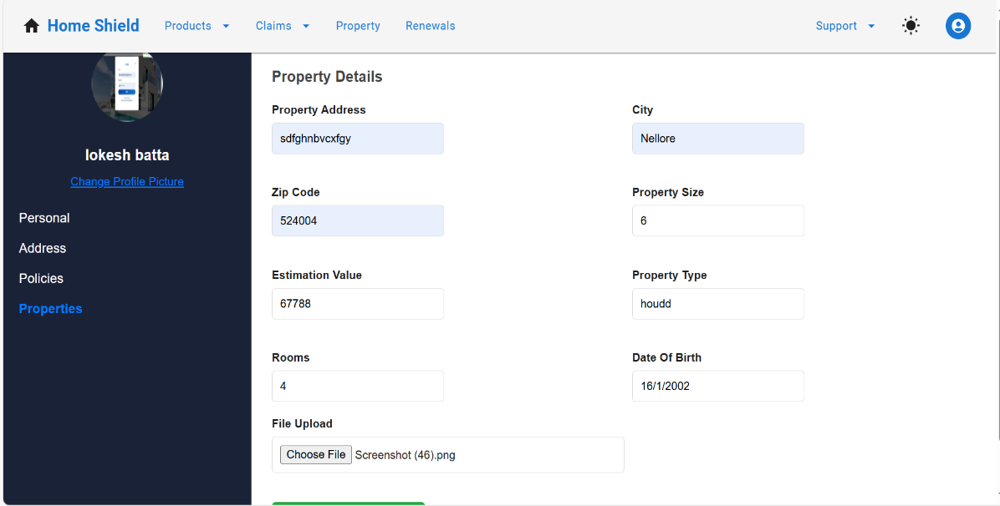 Home Shield Products Claims Property Renewals Support
lokesh batta
Change Profile Picture
Personal
Address
Policies
Properties
Property Details
Property Address City
sdfghnbvcxfgy Nellore
Zip Code Property Size
524004 6
Estimation Value Property Type
67788 houdd
Rooms Date Of Birth
4 16/1/2002
File Upload
Choose File Screenshot (46).png